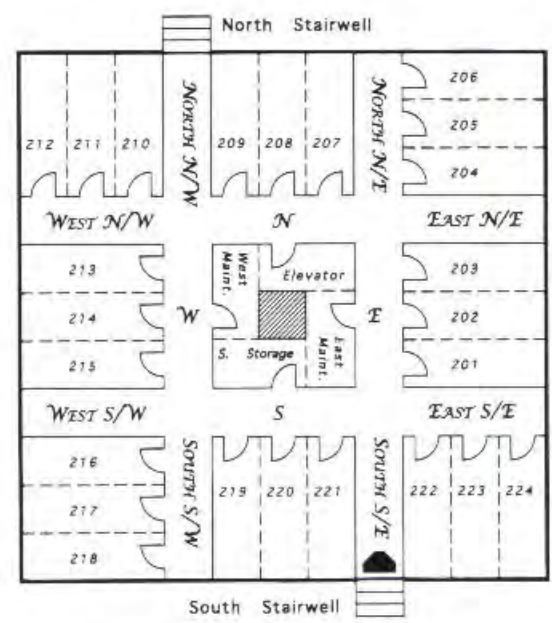 North Stairwell
NORTH N/W
NORTH N/E
206
205
204
212 211 210
209 208 207
WEST N/W
N
EAST N/E
213
214
215
W
West
Maint.
Elevator
S. Storage
East
Maint.
E
203
202
201
WEST S/W
S
EAST S/E
216
217
218
SOUTH S/W
219 220 221
SOUTH S/E
222 223 224
South Stairwell